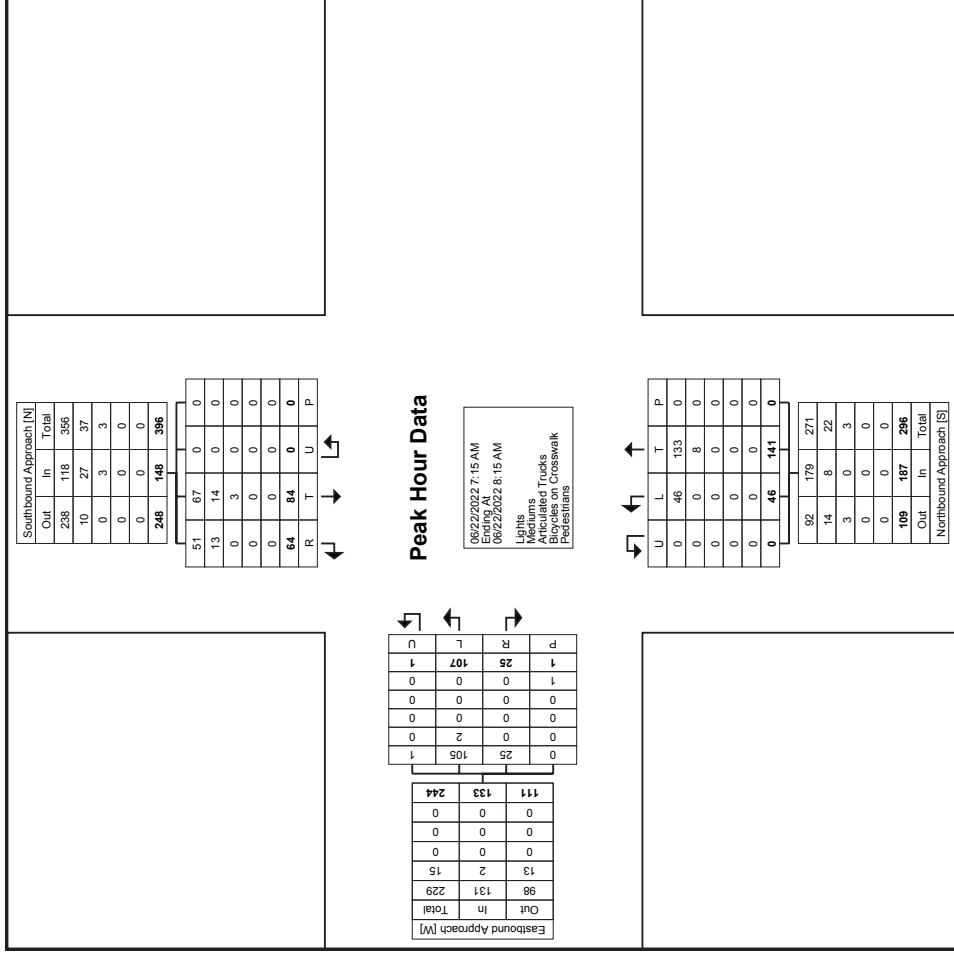 Southbound Approach [N]
Out In Total
238 118 356
10 27 37
0 3 3
0 0 0
0 0 0
248 148 396
51 67 0 0
13 14 0 0
0 3 0 0
0 0 0 0
0 0 0 0
64 84 0 0
R T U P
Peak Hour Data
06/22/2022 7:15 AM
Ending At
06/22/2022 8:15 AM
Lights
Mediums
Articulated Trucks
Bicycles on Crosswalk
Pedestrians
Eastbound Approach [W]
Out In Total
98 131 229
13 2 15
0 0 0
0 0 0
0 0 0
111 133 244
0 25 105 1
0 0 2 0
0 0 0 0
0 0 0 0
1 0 0 0
1 25 107 1
P R L U
U L T P
0 46 133 0
0 0 8 0
0 0 0 0
0 0 0 0
0 0 0 0
0 46 141 0
92 179 271
14 8 22
3 0 3
0 0 0
0 0 0
109 187 296
Out In Total
Northbound Approach [S]